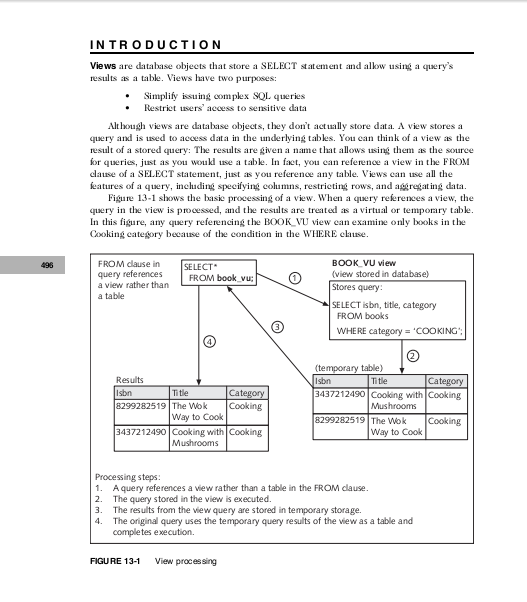 INTRODUCTION
Views are database objects that store a SELECT statement and allow using a query's
results as a table. Views have two purposes:
• Simplify issuing complex SQL queries
• Restrict users' access to sensitive data
Although views are database objects, they don't actually store data. A view stores a
query and is used to access data in the underlying tables. You can think of a view as the
result of a stored query: The results are given a name that allows using them as the source
for queries, just as you would use a table. In fact, you can reference a view in the FROM
clause of a SELECT statement, just as you reference any table. Views can use all the
features of a query, including specifying columns, restricting rows, and aggregating data.
Figure 13-1 shows the basic processing of a view. When a query references a view, the
query in the view is processed, and the results are treated as a virtual or temporary table.
In this figure, any query referencing the BOOK_VU view can examine only books in the
Cooking category because of the condition in the WHERE clause.
496
FROM clause in
query references
a view rather than
a table
SELECT*
FROM book_vu;
1
BOOK_VU view
(view stored in database)
Stores query:
SELECT isbn, title, category
FROM books
WHERE category = 'COOKING';
2
3
4
(temporary table)
Isbn Title Category
3437212490 Cooking with Cooking
Mushrooms
8299282519 The Wok Cooking
Way to Cook
Results
Isbn Title Category
8299282519 The Wok Cooking
Way to Cook
3437212490 Cooking with Cooking
Mushrooms
Processing steps:
1. A query references a view rather than a table in the FROM clause.
2. The query stored in the view is executed.
3. The results from the view query are stored in temporary storage.
4. The original query uses the temporary query results of the view as a table and
completes execution.
FIGURE 13-1 View processing